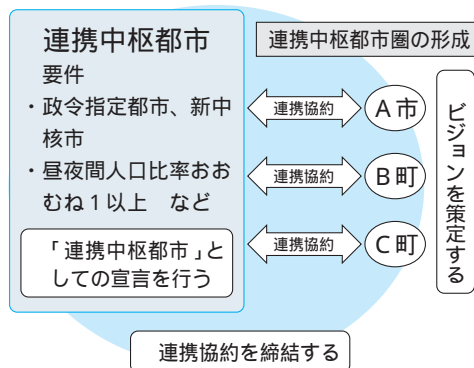 連携中枢都市
要件
・政令指定都市、新中
核市
・昼夜間人口比率おお
むね1以上　など
「連携中枢都市」と
しての宣言を行う
連携中枢都市圏の形成
連携協約
A市
連携協約
B町
連携協約
C町
ビジョンを策定する
連携協約を締結する